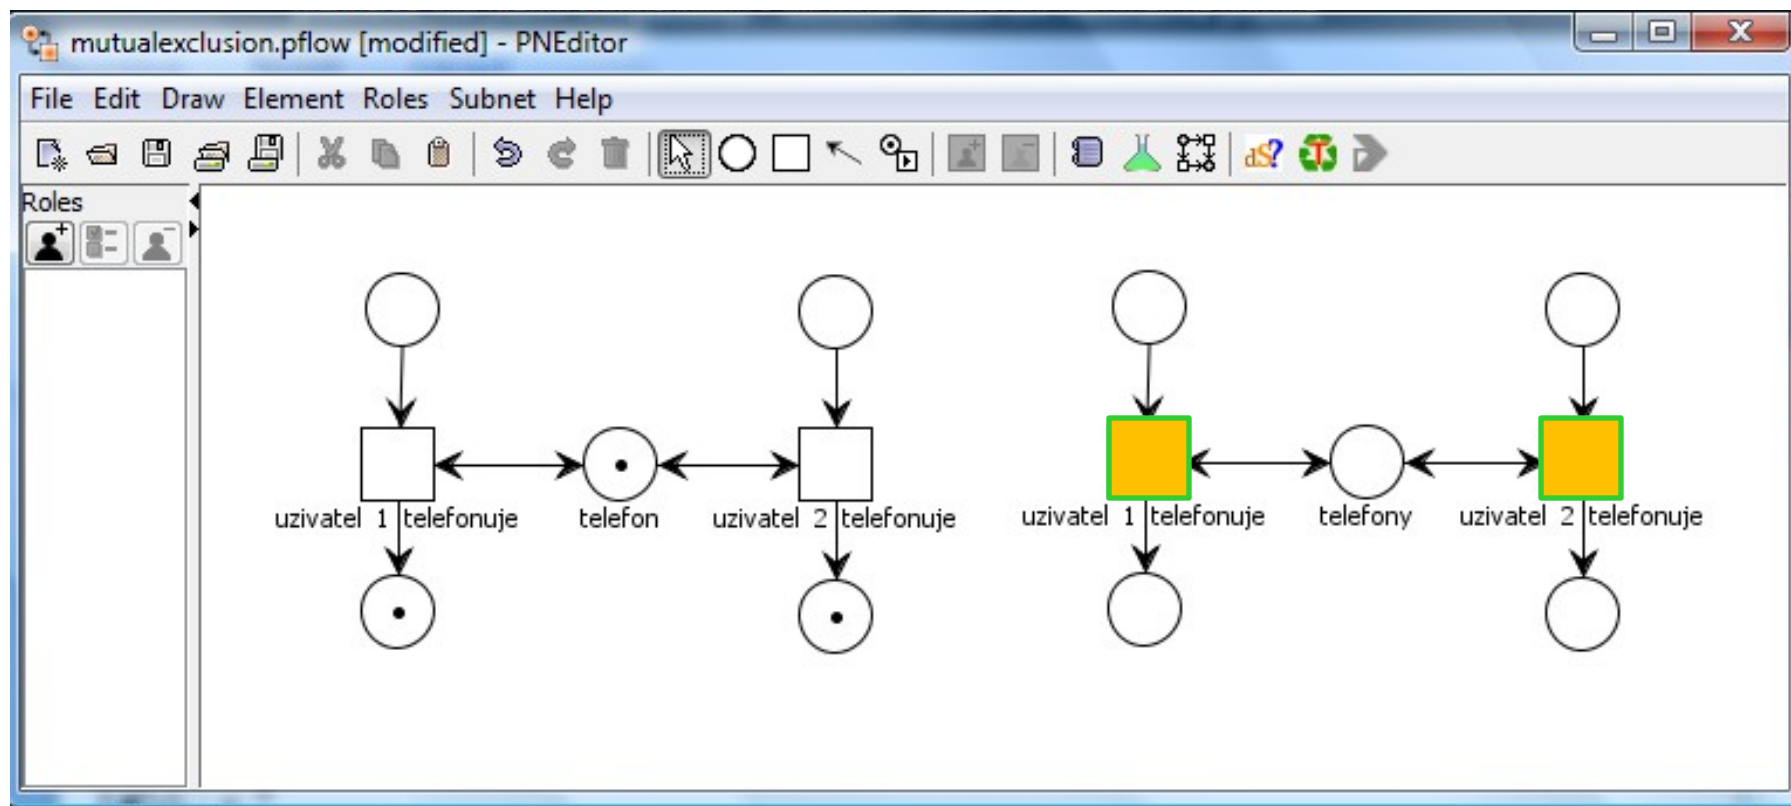 mutualexclusion.pflow [modified] - PNEditor
File Edit Draw Element Roles Subnet Help
dS? T
Roles
uzivatel 1 telefonuje telefon uzivatel 2 telefonuje uzivatel 1 telefonuje telefony uzivatel 2 telefonuje